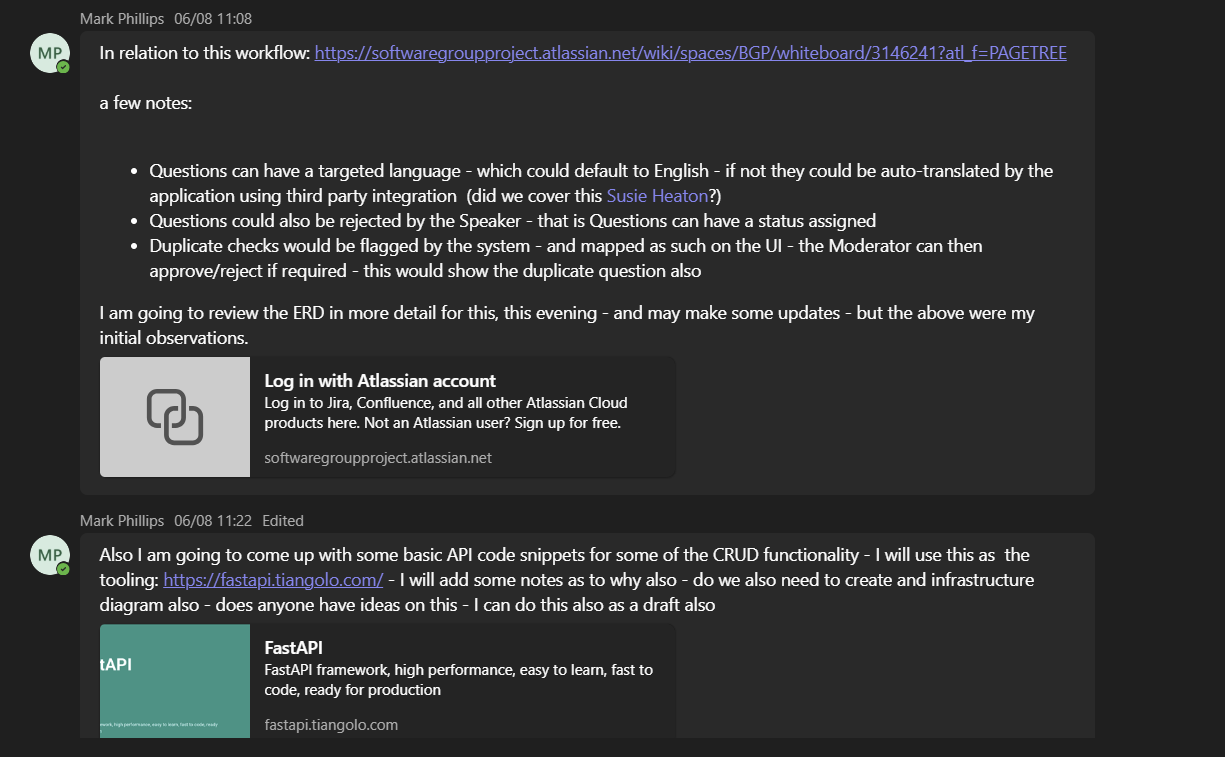 Mark Phillips 06/08 11:08
MP
In relation to this workflow: https://softwaregroupproject.atlassian.net/wiki/spaces/BGP/whiteboard/3146241?atl_f=PAGETREE
a few notes:
• Questions can have a targeted language - which could default to English - if not they could be auto-translated by the
application using third party integration (did we cover this Susie Heaton?)
• Questions could also be rejected by the Speaker - that is Questions can have a status assigned
• Duplicate checks would be flagged by the system - and mapped as such on the UI - the Moderator can then
approve/reject if required - this would show the duplicate question also
I am going to review the ERD in more detail for this, this evening - and may make some updates - but the above were my
initial observations.
Log in with Atlassian account
Log in to Jira, Confluence, and all other Atlassian Cloud
products here. Not an Atlassian user? Sign up for free.
softwaregroupproject.atlassian.net
Mark Phillips 06/08 11:22 Edited
MP
Also I am going to come up with some basic API code snippets for some of the CRUD functionality - I will use this as the
tooling: https://fastapi.tiangolo.com/ - I will add some notes as to why also - do we also need to create and infrastructure
diagram also - does anyone have ideas on this - I can do this also as a draft also
tAPI
ework, high performance, easy to learn, fast to code, ready
FastAPI
FastAPI framework, high performance, easy to learn, fast to
code, ready for production
fastapi.tiangolo.com